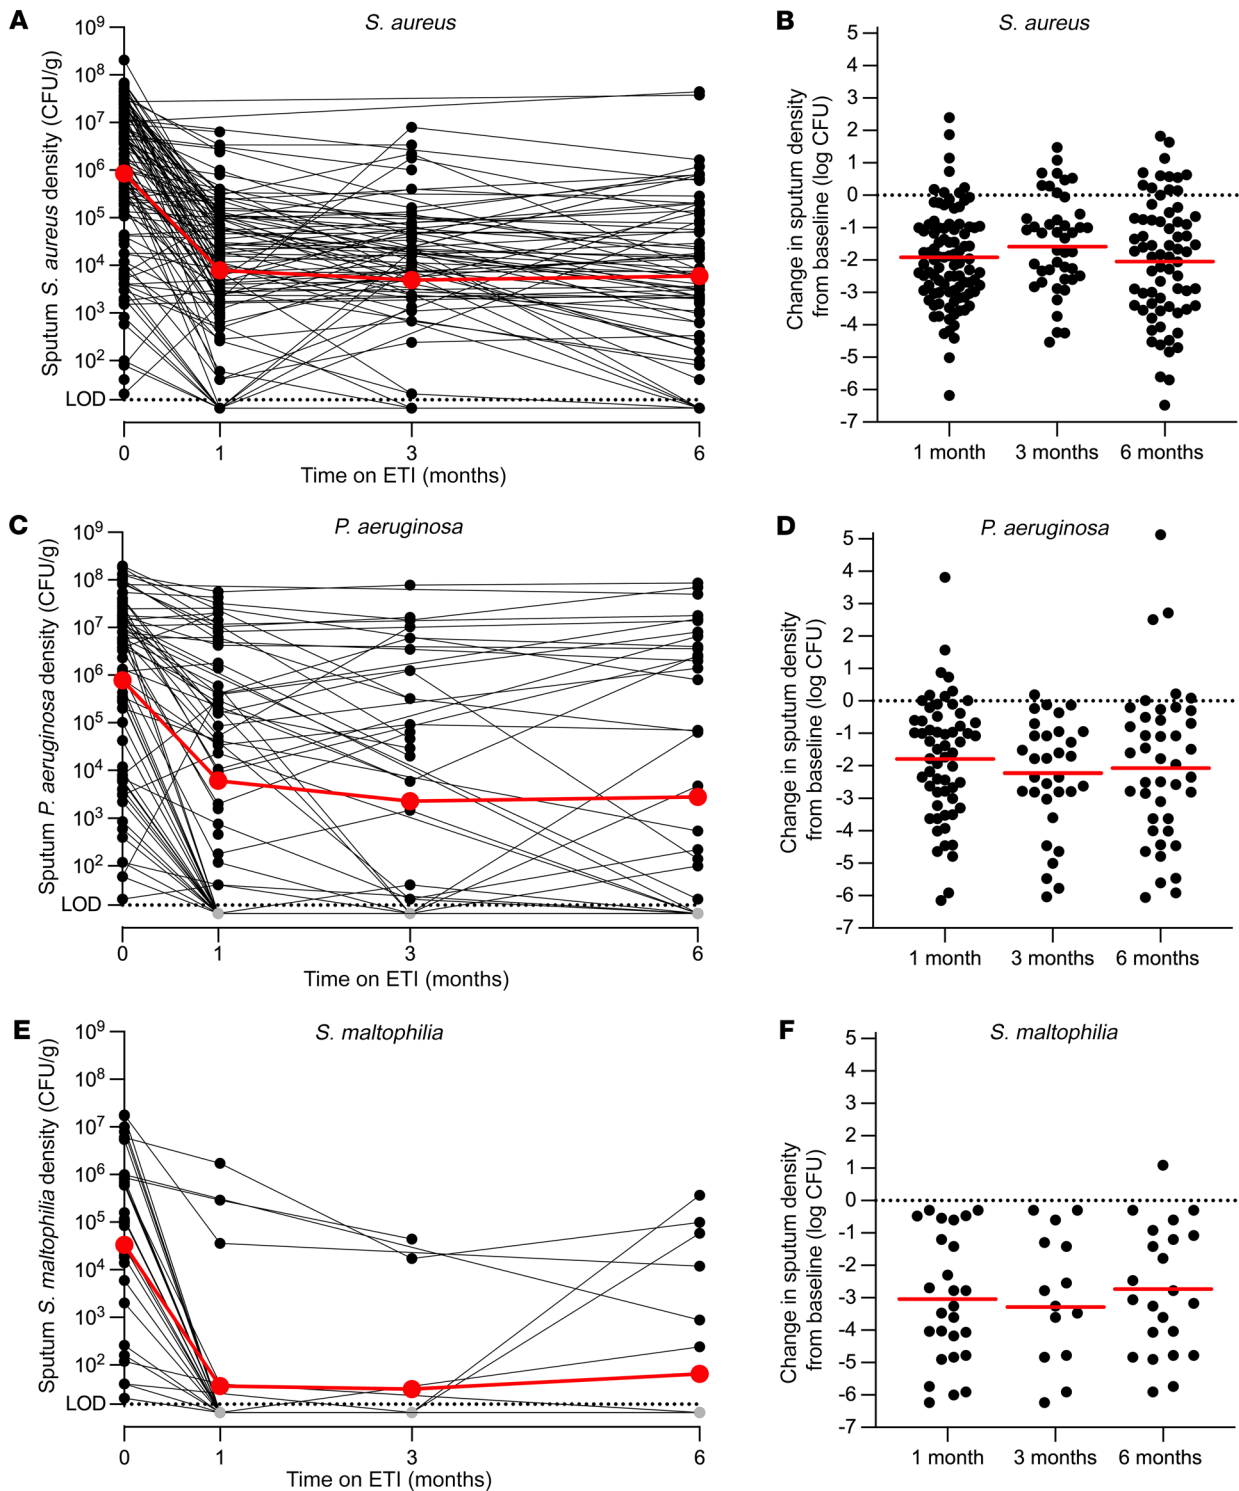 A
S. aureus
Sputum S. aureus density (CFU/g)
10⁹
10⁸
10⁷
10⁶
10⁵
10⁴
10³
10²
LOD
0
1
3
6
Time on ETI (months)
B
S. aureus
Change in sputum density
from baseline (log CFU)
5
4
3
2
1
0
-1
-2
-3
-4
-5
-6
-7
1 month
3 months
6 months
C
P. aeruginosa
Sputum P. aeruginosa density (CFU/g)
10⁹
10⁸
10⁷
10⁶
10⁵
10⁴
10³
10²
LOD
0
1
3
6
Time on ETI (months)
D
P. aeruginosa
Change in sputum density
from baseline (log CFU)
5
4
3
2
1
0
-1
-2
-3
-4
-5
-6
-7
1 month
3 months
6 months
E
S. maltophilia
Sputum S. maltophilia density (CFU/g)
10⁹
10⁸
10⁷
10⁶
10⁵
10⁴
10³
10²
LOD
0
1
3
6
Time on ETI (months)
F
S. maltophilia
Change in sputum density
from baseline (log CFU)
5
4
3
2
1
0
-1
-2
-3
-4
-5
-6
-7
1 month
3 months
6 months